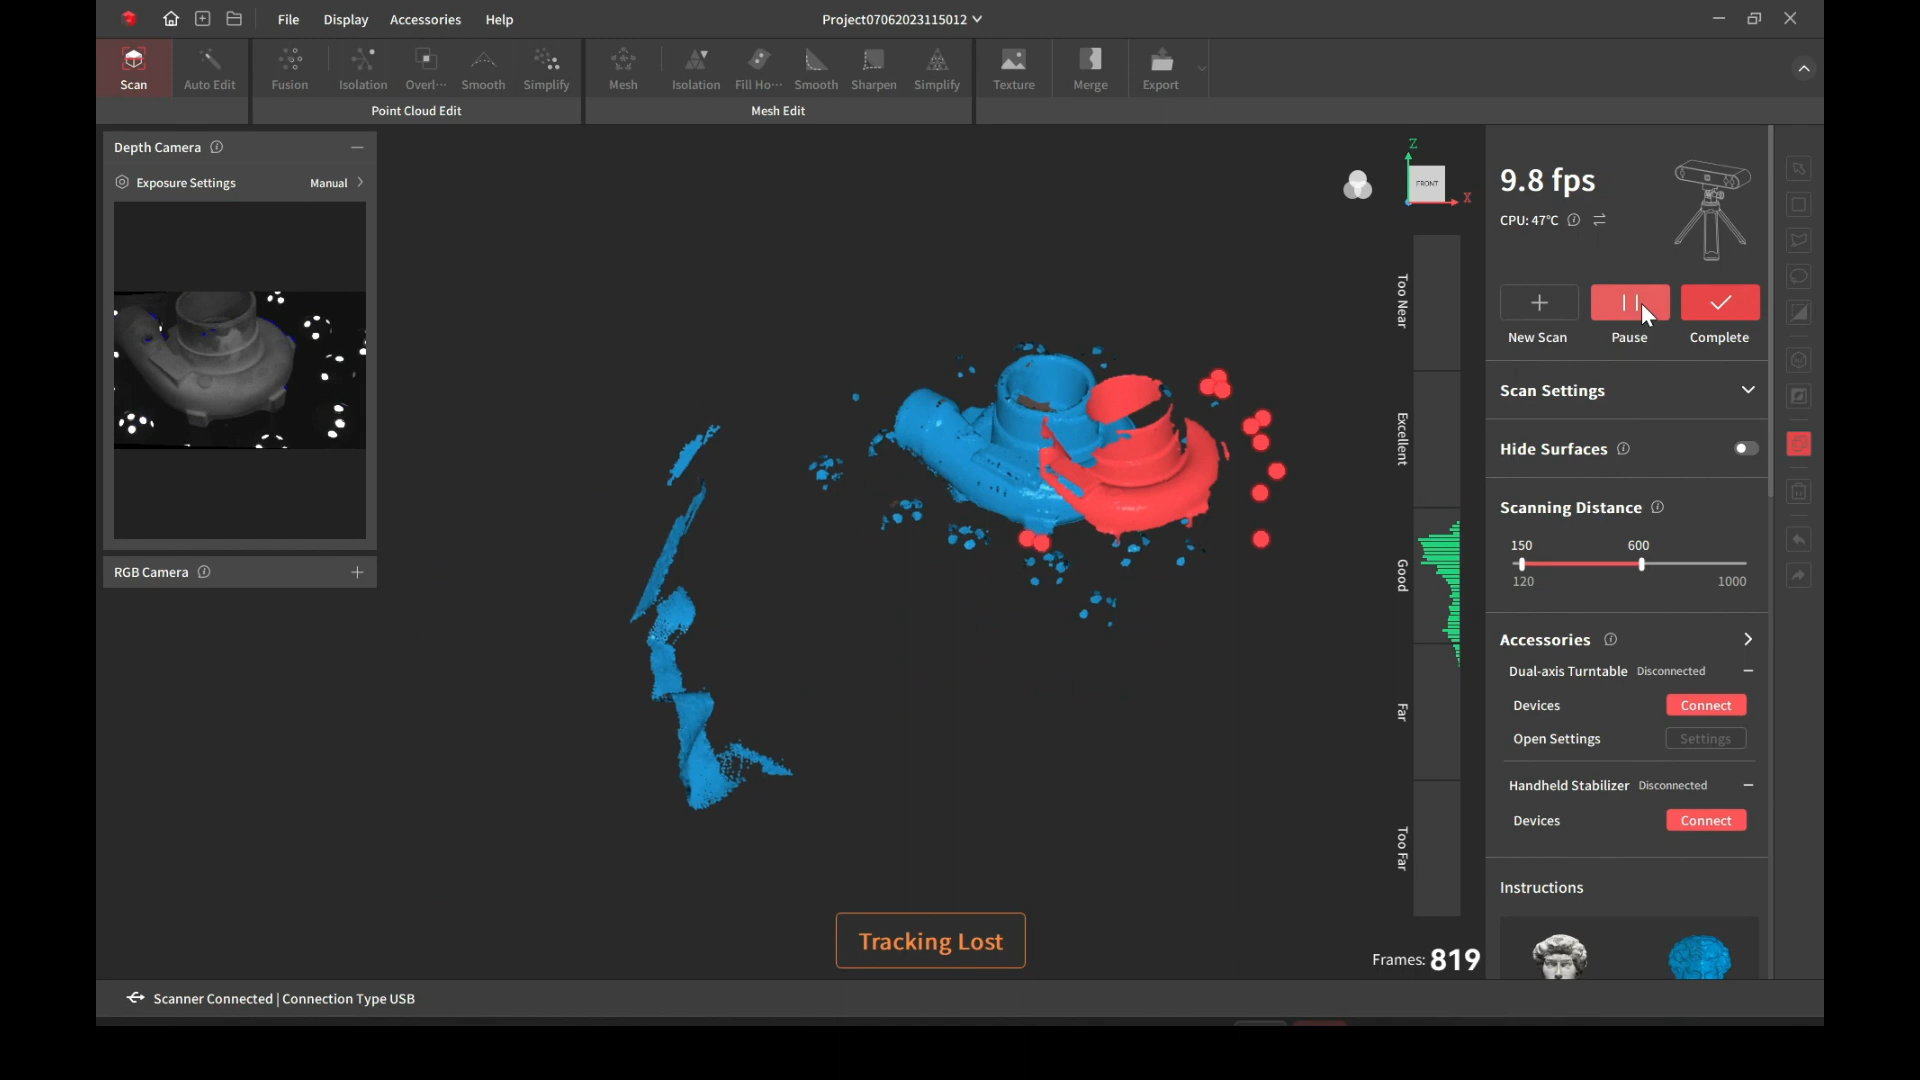 File Display Accessories Help
Project07062023115012
Scan Auto Edit Fusion Isolation Overl··· Smooth Simplify Mesh Isolation Fill Ho··· Smooth Sharpen Simplify Texture Merge Export
Point Cloud Edit Mesh Edit
Depth Camera
Exposure Settings Manual
RGB Camera
Z
FRONT
X
Too Near
Excellent
Good
Far
Too Far
Tracking Lost
Frames: 819
9.8 fps
CPU: 47℃
New Scan Pause Complete
Scan Settings
Hide Surfaces
Scanning Distance
150 600
120 1000
Accessories
Dual-axis Turntable Disconnected
Devices Connect
Open Settings Settings
Handheld Stabilizer Disconnected
Devices Connect
Instructions
Scanner Connected | Connection Type USB